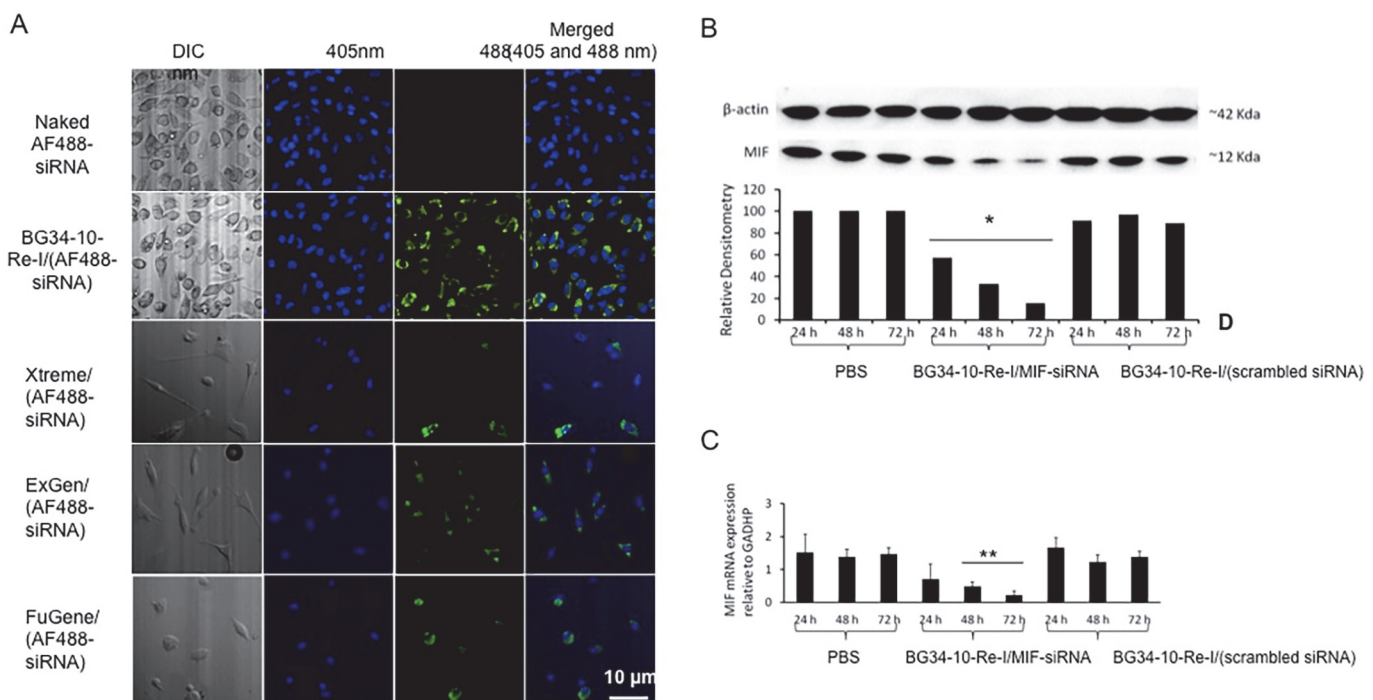 A
DIC
405nm
488
nm
Merged
(405 and 488 nm)
Naked
AF488-
siRNA
BG34-10-
Re-I/(AF488-
siRNA)
Xtreme/
(AF488-
siRNA)
ExGen/
(AF488-
siRNA)
FuGene/
(AF488-
siRNA)
10 µm
B
β-actin
~42 Kda
MIF
~12 Kda
Relative Densitometry
120
100
80
60
40
20
0
*
24 h 48 h 72 h 24 h 48 h 72 h 24 h 48 h 72 h
PBS BG34-10-Re-I/MIF-siRNA BG34-10-Re-I/(scrambled siRNA)
D
C
MIF mRNA expression
relative to GADHP
3
2
1
0
**
24 h 48 h 72 h 24 h 48 h 72 h 24 h 48 h 72 h
PBS BG34-10-Re-I/MIF-siRNA BG34-10-Re-I/(scrambled siRNA)